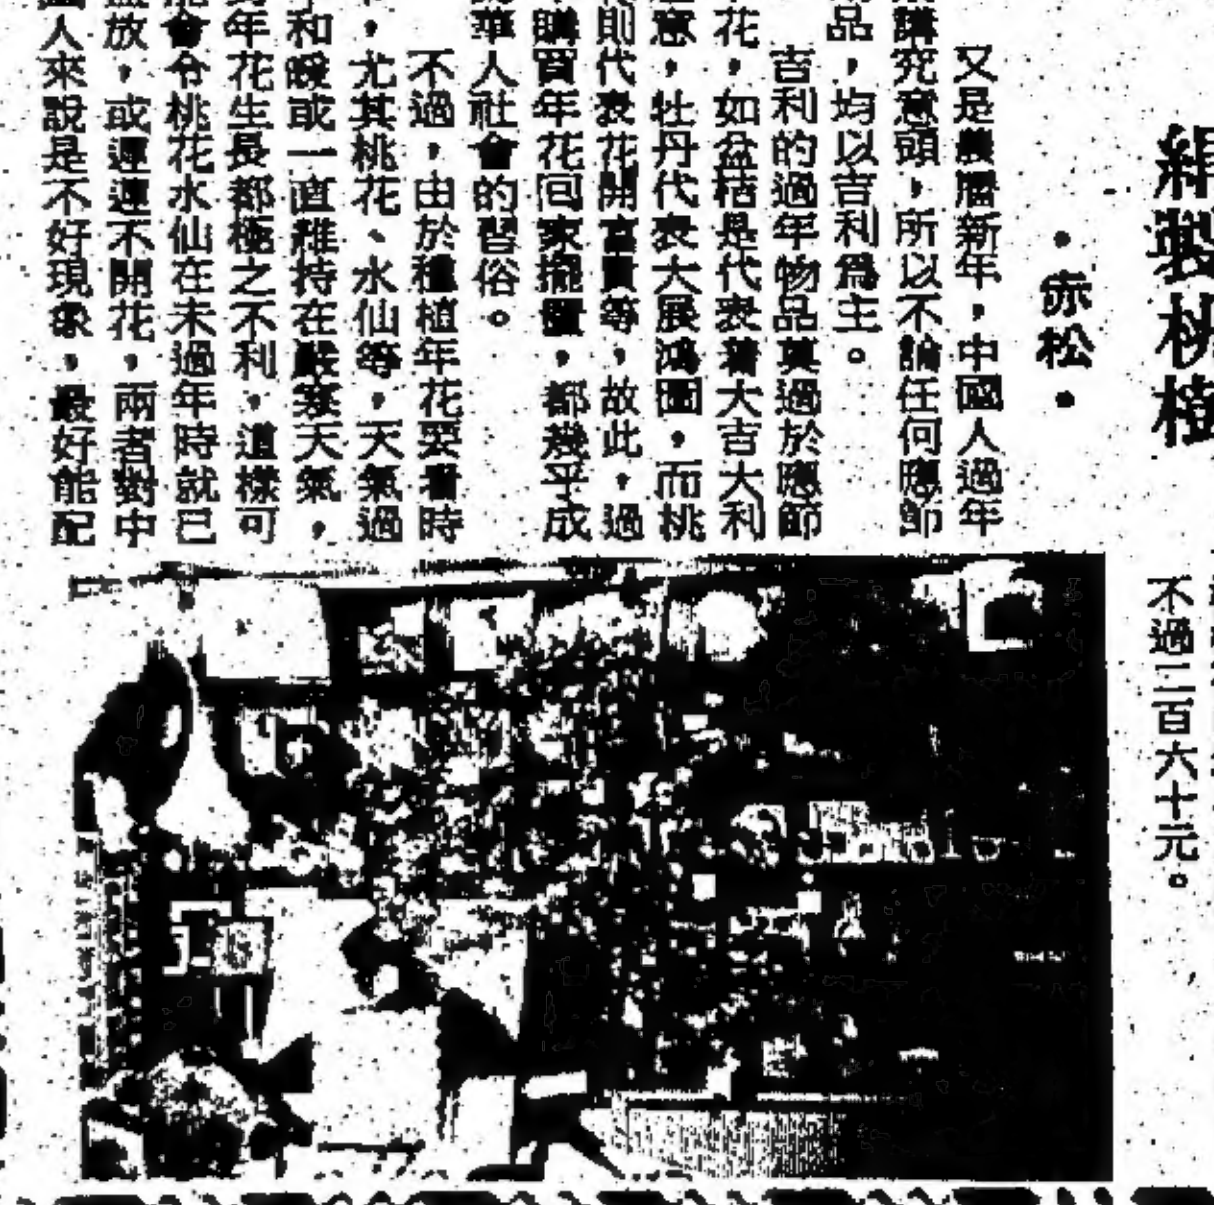 絹製桃樹
・赤松・
又是農曆新年,中國人過年
講究意頭,所以不論任何應節
品,均以吉利為主。
吉利的過年物品莫過於應節
花,如盆桔是代表著大吉大利
意,牡丹代表大展鴻圖,而桃
則代表花開富貴等,故此,過
購買年花回家擺置,都幾乎成
華人社會的習俗。
不過,由於種植年花要看時
,尤其桃花、水仙等,天氣過
和暖或一直維持在嚴寒天氣,
年花生長都極之不利,這樣可
會令桃花水仙在未過年時就已
放,或遲遲不開花,兩者對中
人來說是不好現象,最好能配
不過二百六十元。